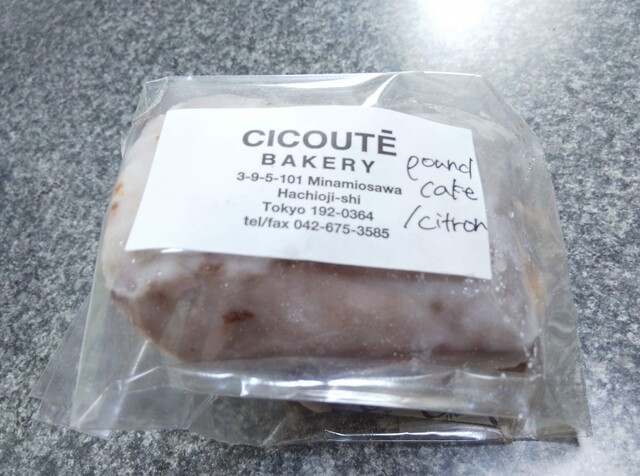 CICOUTĒ
BAKERY
3-9-5-101 Minamiosawa
Hachioji-shi
Tokyo 192-0364
tel/fax 042-675-3585
pound
cake
/citron